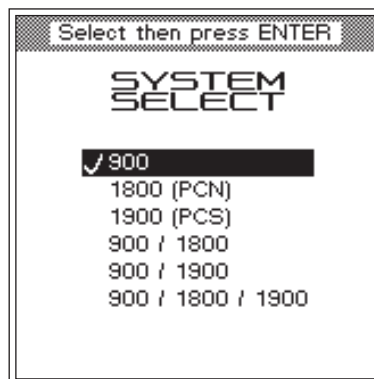 Select then press ENTER
SYSTEM
SELECT
✓900
1800 (PCN)
1900 (PCS)
900 / 1800
900 / 1900
900 / 1800 / 1900